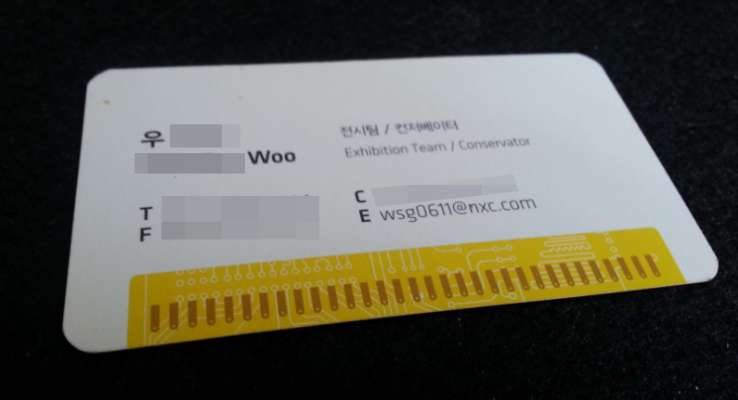 우
Woo
전시팀 / 컨저베이터
Exhibition Team / Conservator
T
F
C
E wsg0611@nxc.com